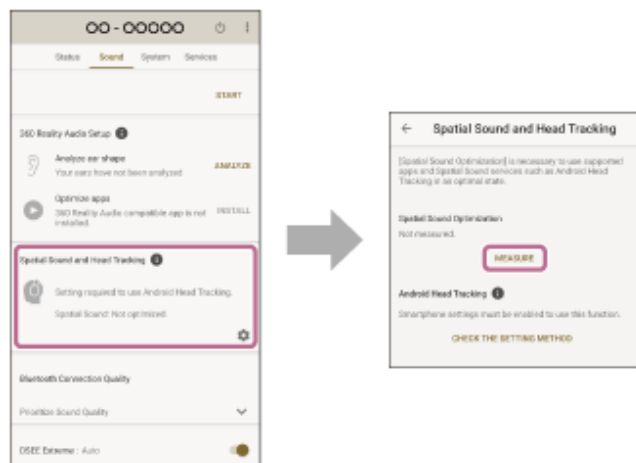 OO-OOOOO
Status Sound System Services
START
360 Reality Audio Setup
Analyze ear shape
Your ears have not been analyzed
ANALYZE
Optimize apps
360 Reality Audio compatible app is not
installed.
INSTALL
Spatial Sound and Head Tracking
Setting required to use Android Head Tracking.
Spatial Sound: Not optimized.
Bluetooth Connection Quality
Prioritize Sound Quality
DSEE Extreme : Auto
Spatial Sound and Head Tracking
[Spatial Sound Optimization] is necessary to use supported
apps and Spatial Sound services such as Android Head
Tracking in an optimal state.
Spatial Sound Optimization
Not measured.
MEASURE
Android Head Tracking
Smartphone settings must be enabled to use this function.
CHECK THE SETTING METHOD